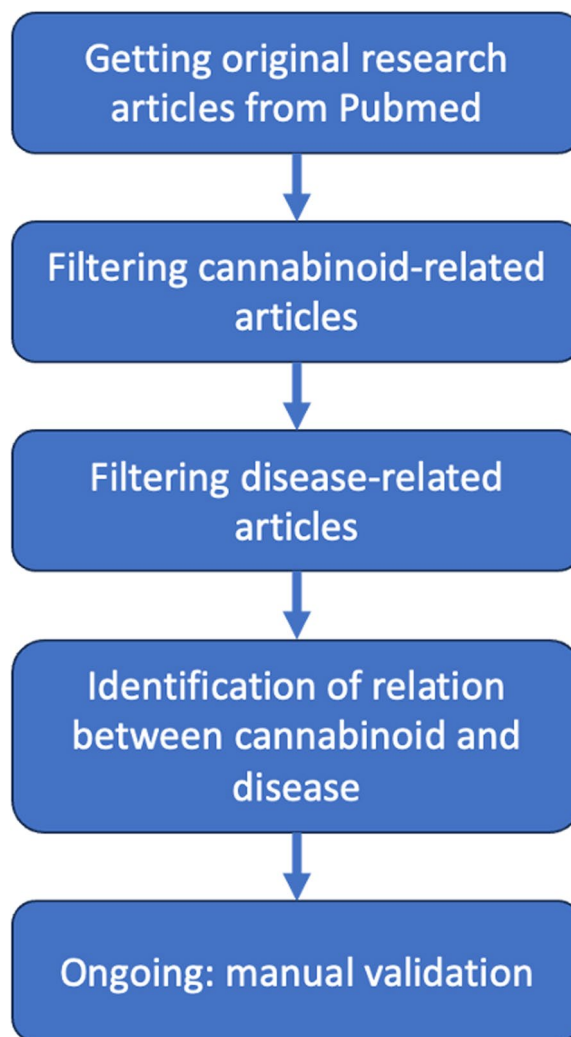 Getting original research
articles from Pubmed
Filtering cannabinoid-related
articles
Filtering disease-related
articles
Identification of relation
between cannabinoid and
disease
Ongoing: manual validation